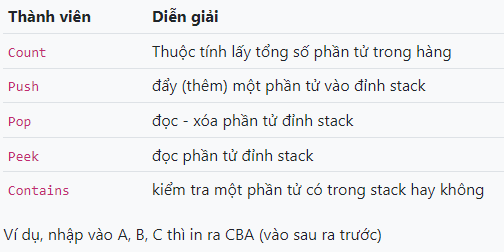 Thành viên Diễn giải
Count Thuộc tính lấy tổng số phần tử trong hàng
Push đẩy (thêm) một phần tử vào đỉnh stack
Pop đọc - xóa phần tử đỉnh stack
Peek đọc phần tử đỉnh stack
Contains kiểm tra một phần tử có trong stack hay không
Ví dụ, nhập vào A, B, C thì in ra CBA (vào sau ra trước)